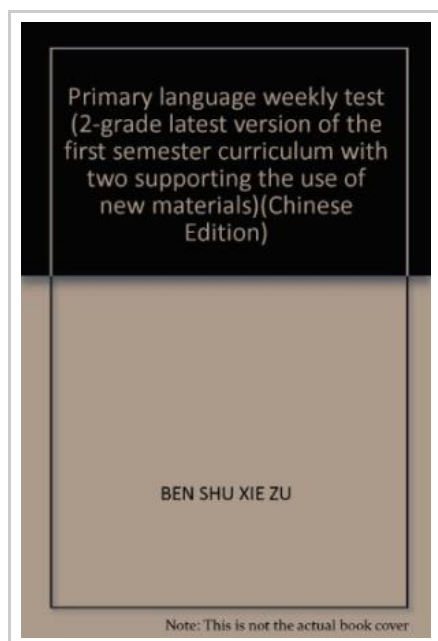 Primary language weekly test
(2-grade latest version of the
first semester curriculum with
two supporting the use of
new materials)(Chinese
Edition)
BEN SHU XIE ZU
Note: This is not the actual book cover